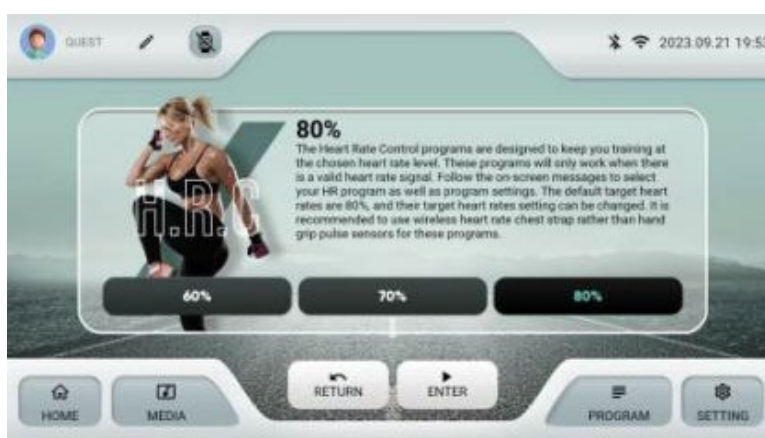 QUEST
2023.09.21 19:53
80%
The Heart Rate Control programs are designed to keep you training at
the chosen heart rate level. These programs will only work when there
is a valid heart rate signal. Follow the on-screen messages to select
your HR program as well as program settings. The default target heart
rates are 80%, and their target heart rates setting can be changed. It is
recommended to use wireless heart rate chest strap rather than hand
grip pulse sensors for these programs.
H.R.C
60% 70% 80%
RETURN ENTER
HOME MEDIA PROGRAM SETTING